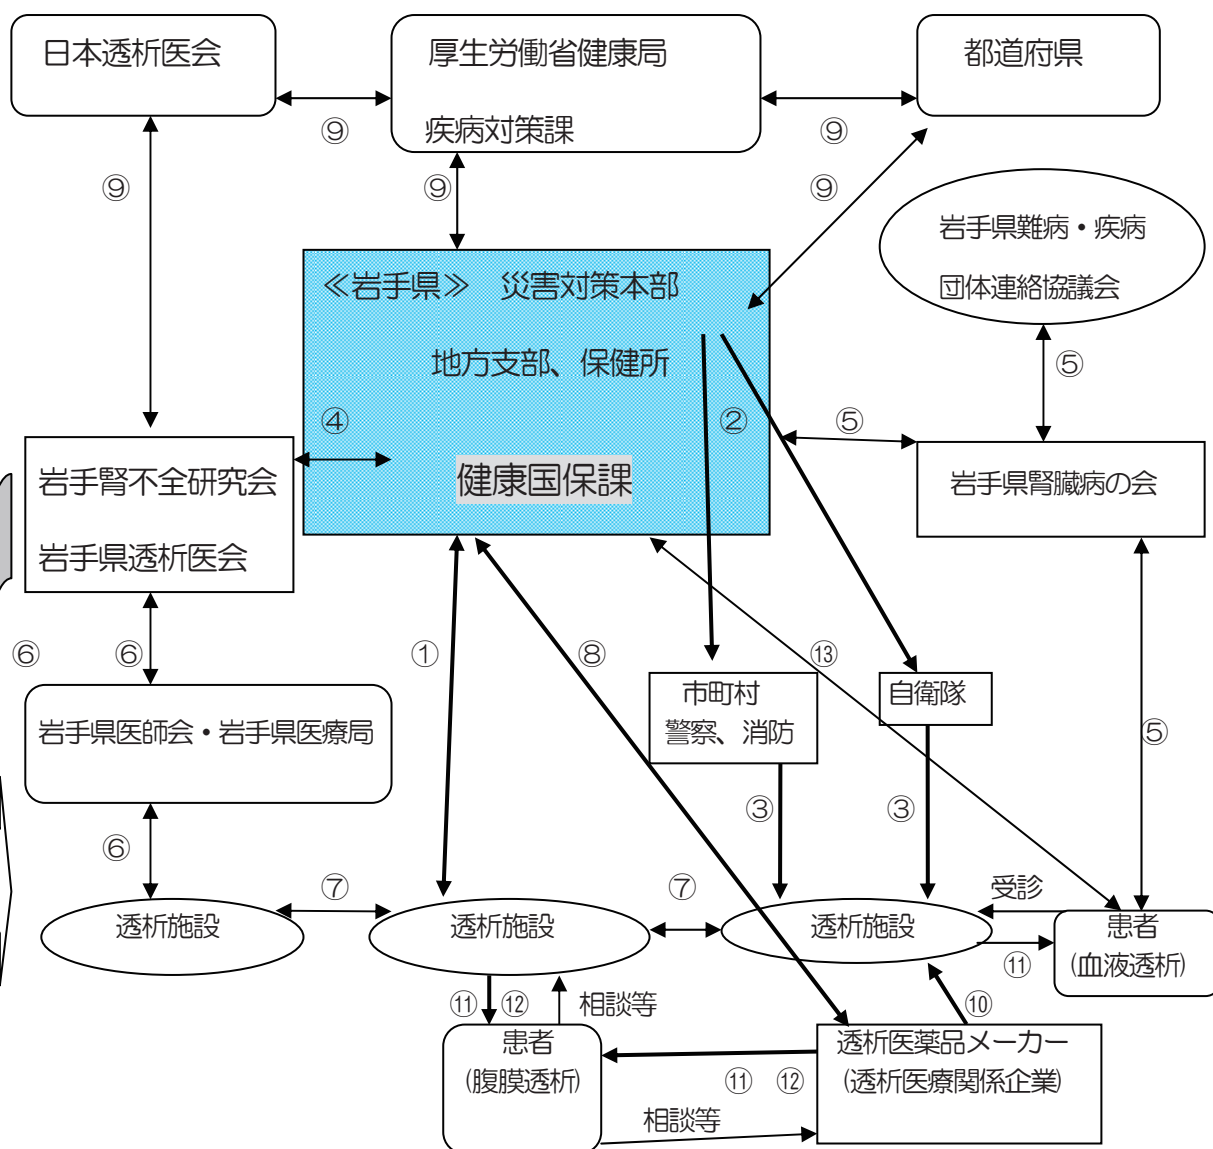 日本透析医会
厚生労働省健康局
疾病対策課
都道府県
⑨
⑨
⑨
⑨
⑨
岩手県難病・疾病
団体連絡協議会
≪岩手県≫ 災害対策本部
地方支部、保健所
健康国保課
④
②
⑤
⑤
岩手腎不全研究会
岩手県透析医会
岩手県腎臓病の会
⑥
⑥
①
⑧
⑬
市町村
警察、消防
自衛隊
岩手県医師会・岩手県医療局
⑤
③
③
⑥
⑦
⑦
受診
透析施設
透析施設
透析施設
患者
(血液透析)
⑪
⑪ ⑫
相談等
⑩
患者
(腹膜透析)
透析医薬品メーカー
(透析医療関係企業)
⑪ ⑫
相談等